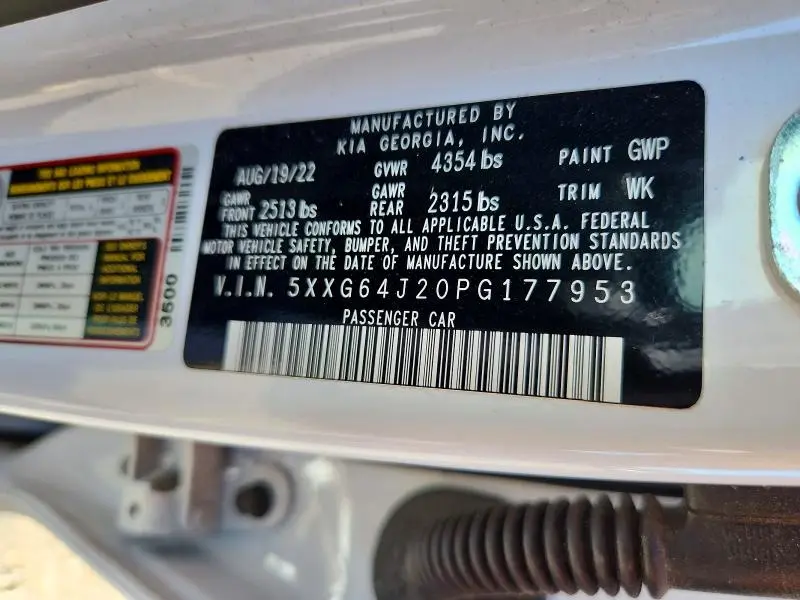 MANUFACTURED BY
KIA GEORGIA, INC.
AUG/19/22 GVWR 4354 lbs PAINT GWP
GAWR FRONT 2513 lbs GAWR REAR 2315 lbs TRIM WK
THIS VEHICLE CONFORMS TO ALL APPLICABLE U.S.A. FEDERAL
MOTOR VEHICLE SAFETY, BUMPER, AND THEFT PREVENTION STANDARDS
IN EFFECT ON THE DATE OF MANUFACTURE SHOWN ABOVE.
V.I.N. 5XXG64J20PG177953
PASSENGER CAR
3500